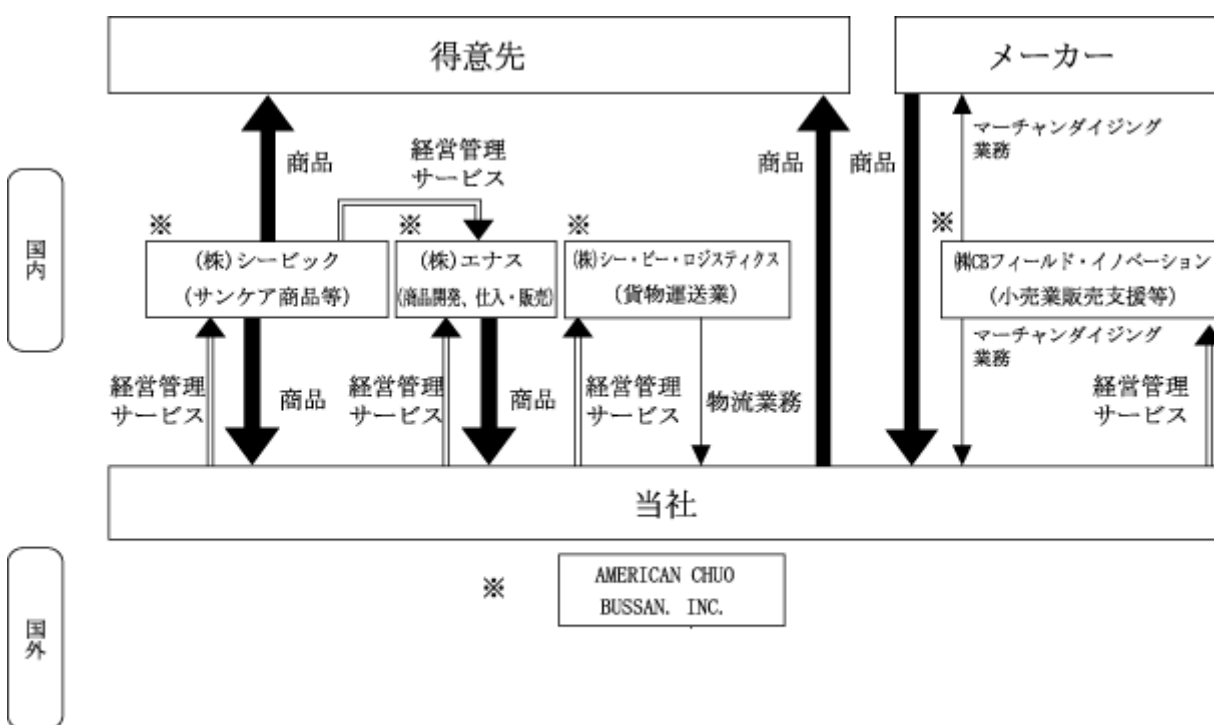 得意先
メーカー
マーチャンダイジング
業務
商品
経営管理
サービス
商品
商品
国内
※
※
※
※
(株)シービック
(サンケア商品等)
(株)エナス
(商品開発、仕入・販売)
(株)シー・ビー・ロジスティクス
(貨物運送業)
㈱CBフィールド・イノベーション
(小売業販売支援等)
マーチャンダイジング
業務
経営管理
サービス
商品
経営管理
サービス
商品
経営管理
サービス
物流業務
経営管理
サービス
当社
国外
※
AMERICAN CHUO
BUSSAN. INC.